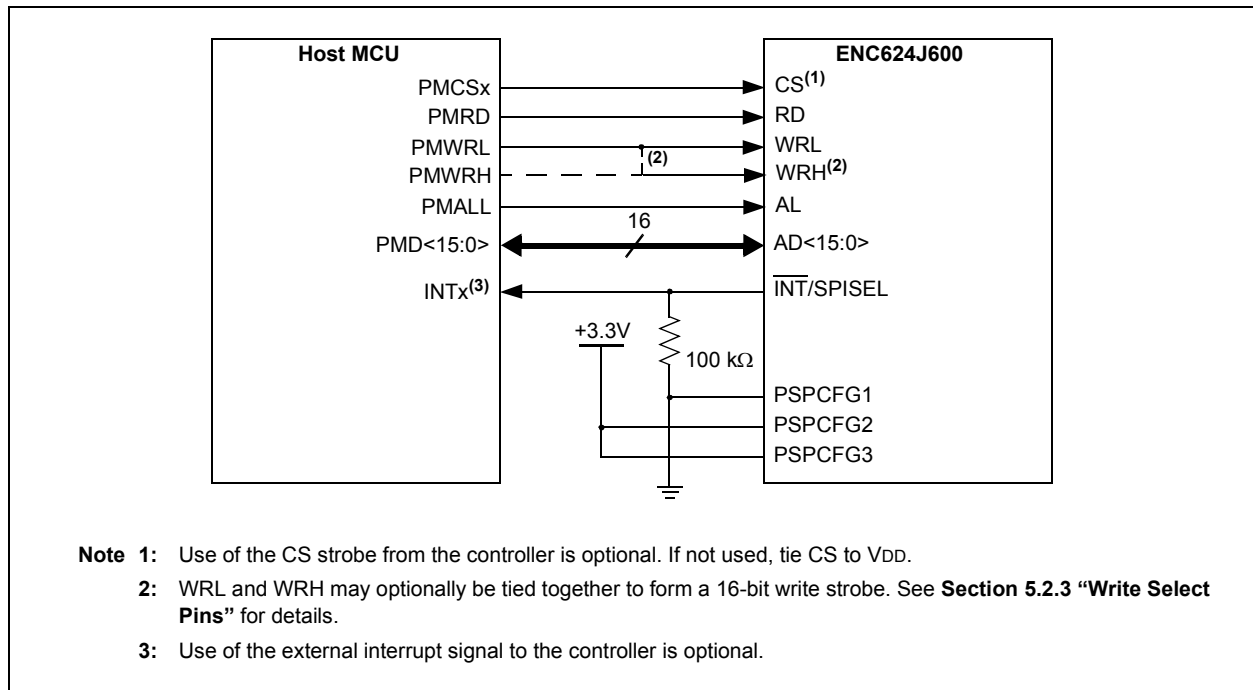 Host MCU
ENC624J600
PMCSx
CS(1)
PMRD
RD
PMWRL
WRL
(2)
PMWRH
WRH(2)
PMALL
AL
16
PMD<15:0>
AD<15:0>
INTx(3)
INT/SPISEL
+3.3V
100 kΩ
PSPCFG1
PSPCFG2
PSPCFG3
Note 1: Use of the CS strobe from the controller is optional. If not used, tie CS to VDD.
2: WRL and WRH may optionally be tied together to form a 16-bit write strobe. See Section 5.2.3 “Write Select
Pins” for details.
3: Use of the external interrupt signal to the controller is optional.